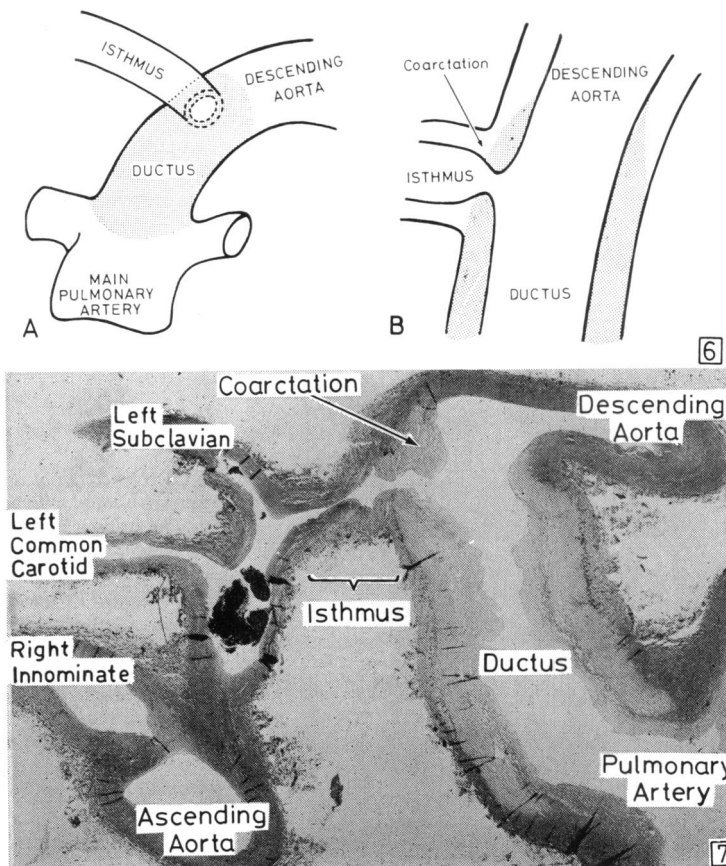 ISTHMUS
DESCENDING
AORTA
DUCTUS
MAIN
PULMONARY
ARTERY
A
Coarctation
DESCENDING
AORTA
ISTHMUS
DUCTUS
B
6
Coarctation
Left
Subclavian
Descending
Aorta
Left
Common
Carotid
Isthmus
Right
Innominate
Ductus
Pulmonary
Artery
Ascending
Aorta
7